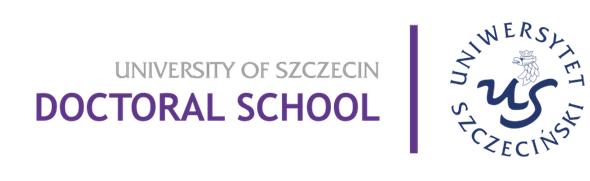 UNIVERSITY OF SZCZECIN
DOCTORAL SCHOOL
UNIWERSYTET
SZCZECIŃSKI
US